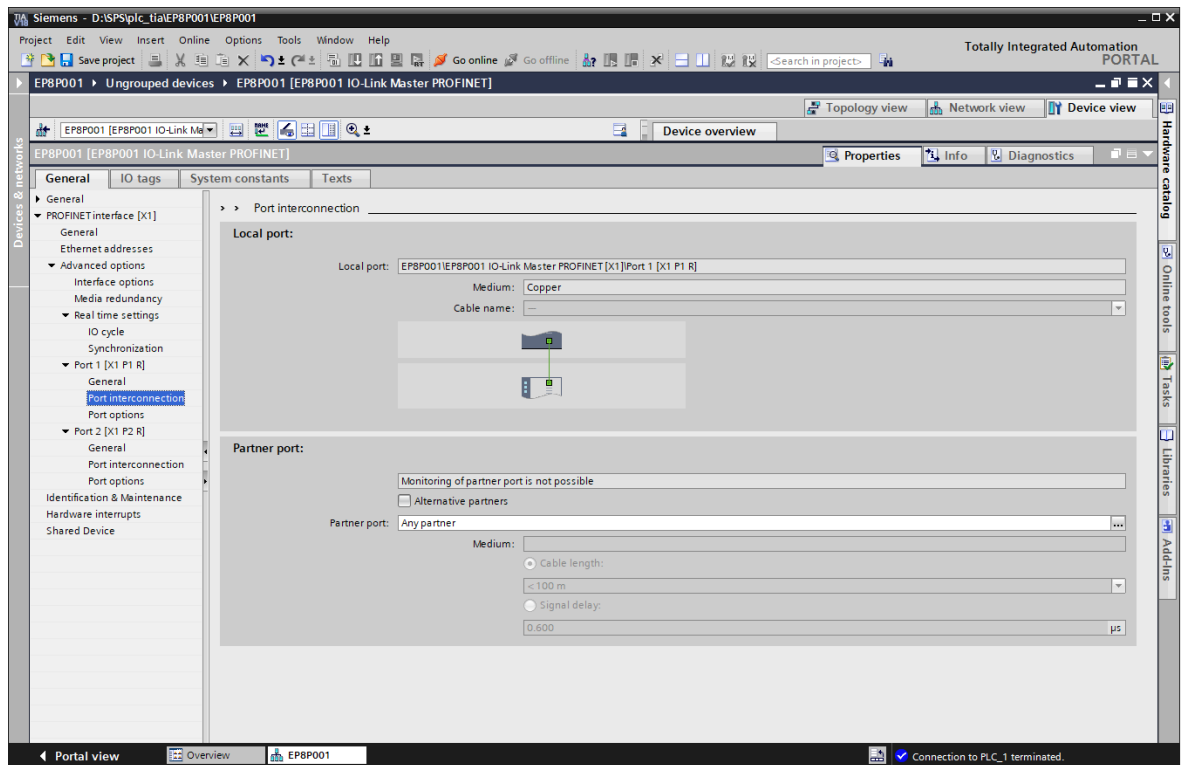 Siemens - D:\SPS\plc_tia\EP8P001\EP8P001
Project Edit View Insert Online Options Tools Window Help
Totally Integrated Automation
PORTAL
Save project
Go online
Go offline
<Search in project>
EP8P001 Ungrouped devices EP8P001 [EP8P001 IO-Link Master PROFINET]
Topology view Network view Device view
EP8P001 [EP8P001 IO-Link Ma
Device overview
EP8P001 [EP8P001 IO-Link Master PROFINET]
Properties Info Diagnostics
General IO tags System constants Texts
General
PROFINET interface [X1]
General
Ethernet addresses
Advanced options
Interface options
Media redundancy
Real time settings
IO cycle
Synchronization
Port 1 [X1 P1 R]
General
Port interconnection
Port options
Port 2 [X1 P2 R]
General
Port interconnection
Port options
Identification & Maintenance
Hardware interrupts
Shared Device
> > Port interconnection
Local port:
Local port: EP8P001\EP8P001 IO-Link Master PROFINET [X1]\Port 1 [X1 P1 R]
Medium: Copper
Cable name: ---
Partner port:
Monitoring of partner port is not possible
Alternative partners
Partner port: Any partner ...
Medium:
Cable length:
< 100 m
Signal delay:
0.600 µs
Devices & networks
Hardware catalog
Online tools
Tasks
Libraries
Add-Ins
Portal view
Overview
EP8P001
Connection to PLC_1 terminated.